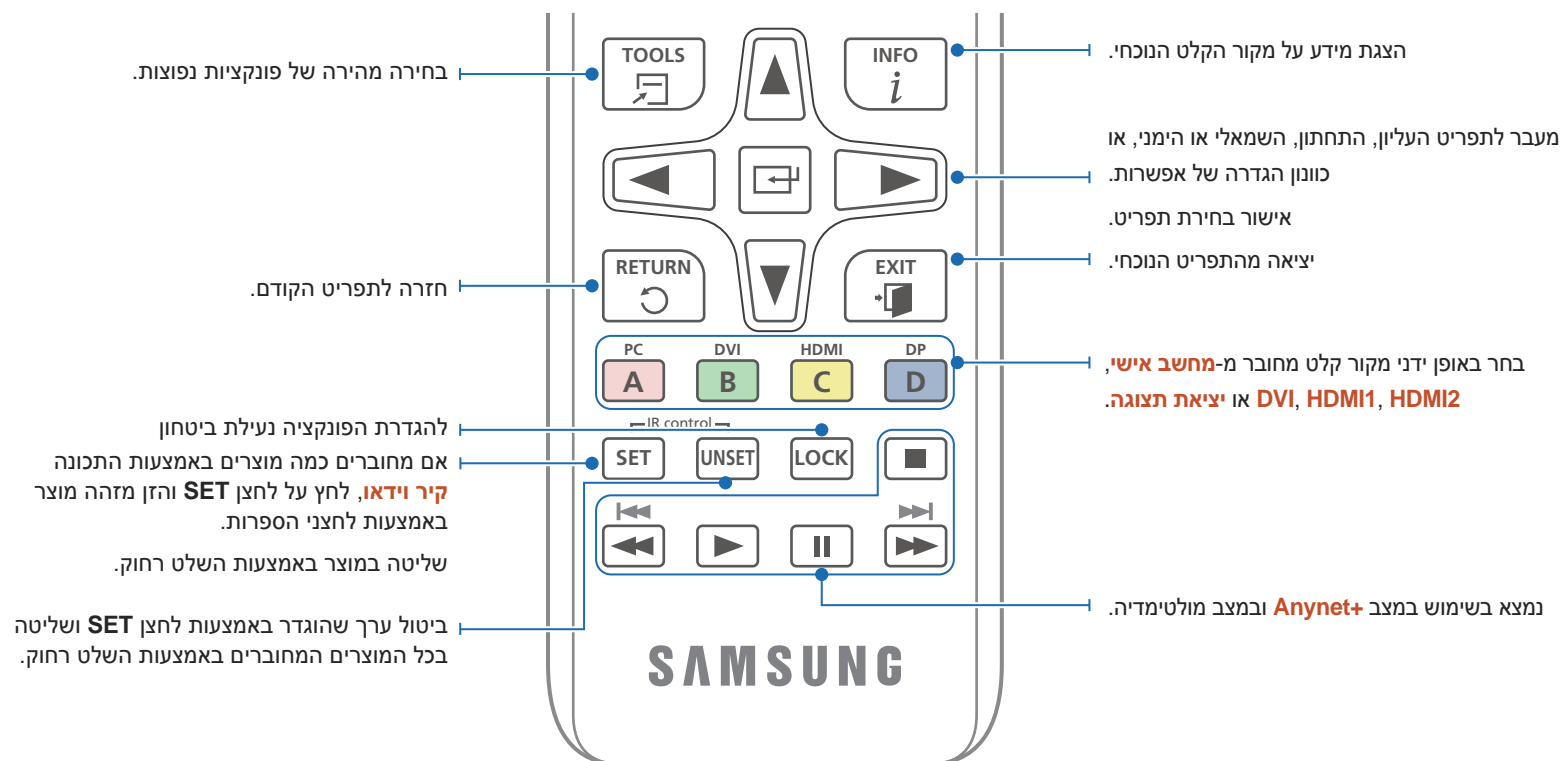 TOOLS
INFO
i
בחירה מהירה של פונקציות נפוצות.
הצגת מידע על מקור הקלט הנוכחי.
מעבר לתפריט העליון, התחתון, השמאלי או הימני, או
כוונון הגדרה של אפשרות.
אישור בחירת תפריט.
RETURN
EXIT
יציאה מהתפריט הנוכחי.
חזרה לתפריט הקודם.
PC
DVI
HDMI
DP
A
B
C
D
בחר באופן ידני מקור קלט מחובר מ-מחשב אישי,
DVI, HDMI1, HDMI2 או יציאת תצוגה.
IR control
SET
UNSET
LOCK
להגדרת הפונקציה נעילת ביטחון
אם מחוברים כמה מוצרים באמצעות התכונה
קיר וידאו, לחץ על לחצן SET והזן מזהה מוצר
באמצעות לחצני הספרות.
שליטה במוצר באמצעות השלט רחוק.
נמצא בשימוש במצב Anynet+ ובמצב מולטימדיה.
ביטול ערך שהוגדר באמצעות לחצן SET ושליטה
בכל המוצרים המחוברים באמצעות השלט רחוק.
SAMSUNG